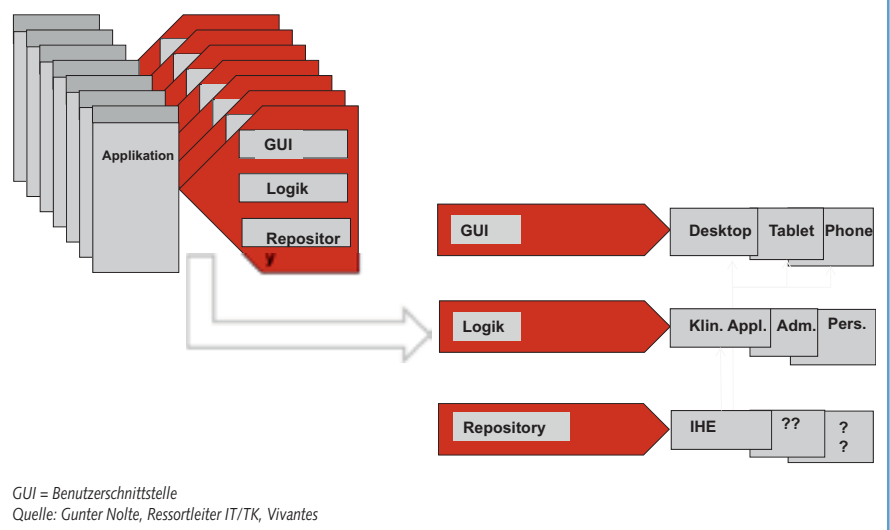 Applikation
GUI
Logik
Repositor
y
GUI
Desktop
Tablet
Phone
Logik
Klin. Appl.
Adm.
Pers.
Repository
IHE
??
?
?
GUI = Benutzerschnittstelle
Quelle: Gunter Nolte, Ressortleiter IT/TK, Vivantes